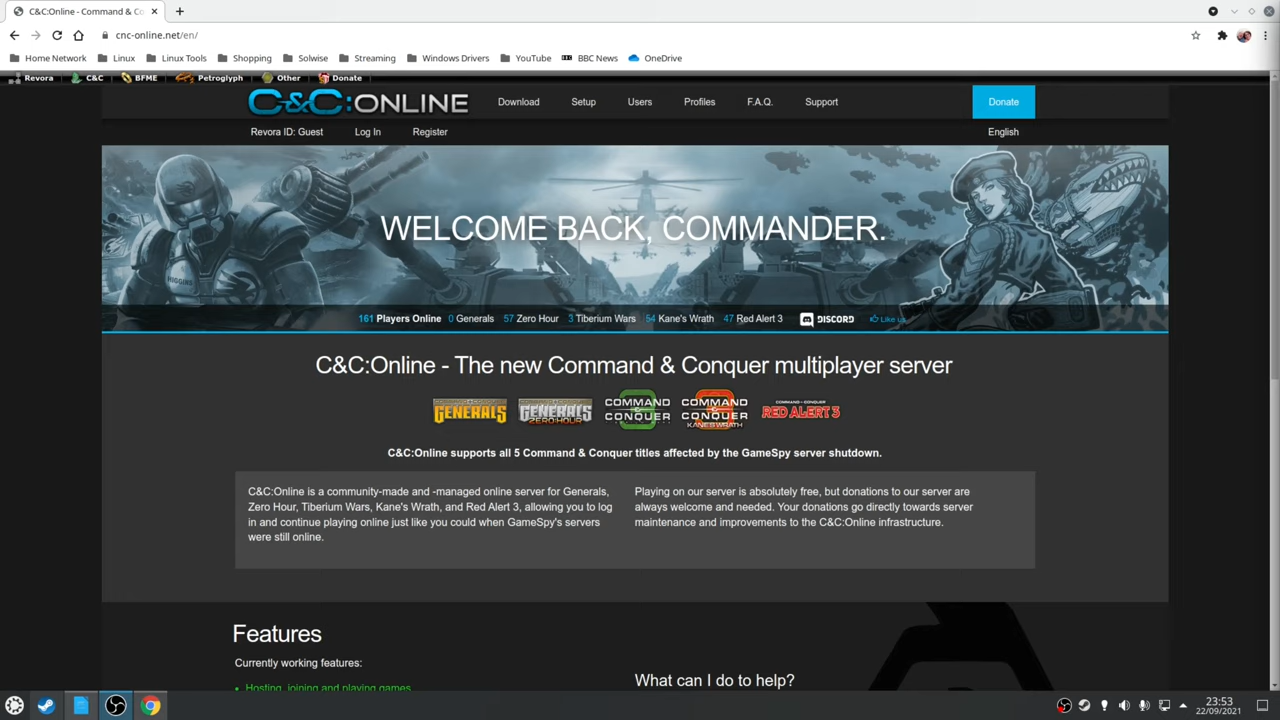 C&C:Online - Command & Co
cnc-online.net/en/
Home Network Linux Linux Tools Shopping Solwise Streaming Windows Drivers YouTube BBC News OneDrive
Revora C&C BFME Petroglyph Other Donate
C&C:ONLINE Download Setup Users Profiles F.A.Q. Support Donate
Revora ID: Guest Log In Register English
HIGGINS
WELCOME BACK, COMMANDER.
161 Players Online 0 Generals 57 Zero Hour 3 Tiberium Wars 54 Kane's Wrath 47 Red Alert 3 DISCORD Like us
C&C:Online - The new Command & Conquer multiplayer server
GENERALS GENERALS ZERO:HOUR COMMAND & CONQUER COMMAND & CONQUER KANE'S WRATH COMMAND & CONQUER RED ALERT 3
C&C:Online supports all 5 Command & Conquer titles affected by the GameSpy server shutdown.
C&C:Online is a community-made and -managed online server for Generals,
Zero Hour, Tiberium Wars, Kane's Wrath, and Red Alert 3, allowing you to log
in and continue playing online just like you could when GameSpy's servers
were still online.
Playing on our server is absolutely free, but donations to our server are
always welcome and needed. Your donations go directly towards server
maintenance and improvements to the C&C:Online infrastructure.
Features
Currently working features:
Hosting, joining and playing games
What can I do to help?
23:53
22/09/2021